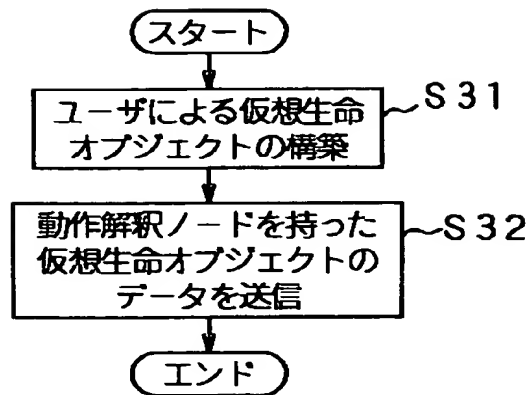 スタート
ユーザによる仮想生命
オブジェクトの構築
S31
動作解釈ノードを持った
仮想生命オブジェクトの
データを送信
S32
エンド